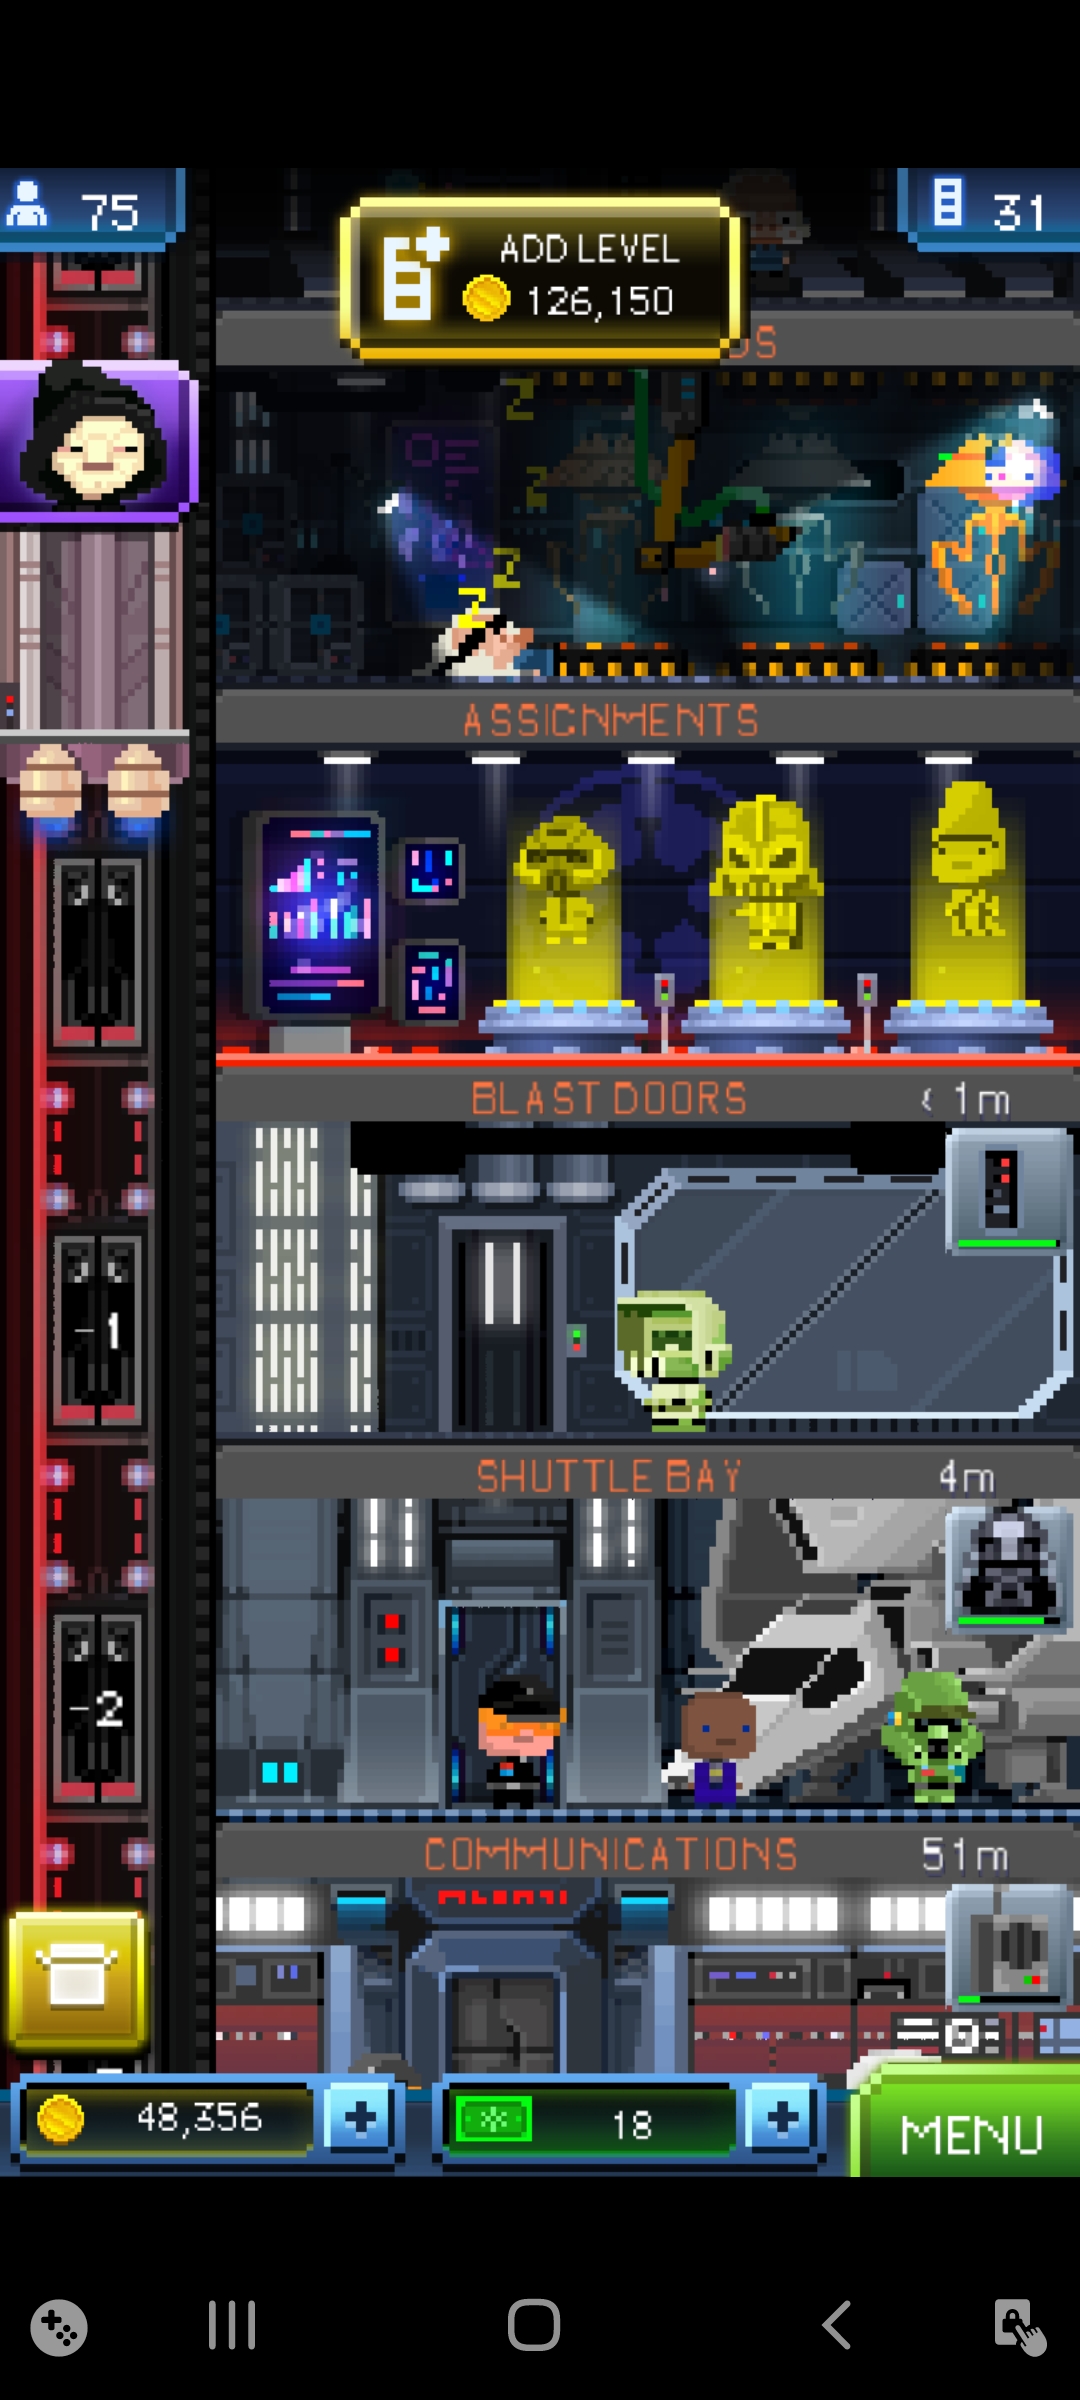 75
ADD LEVEL
126,150
31
DS
Z
Z
Z
Z
ASSIGNMENTS
BLAST DOORS
< 1m
-1
SHUTTLE BAY
4m
-2
COMMUNICATIONS
51m
48,356
+
18
+
MENU